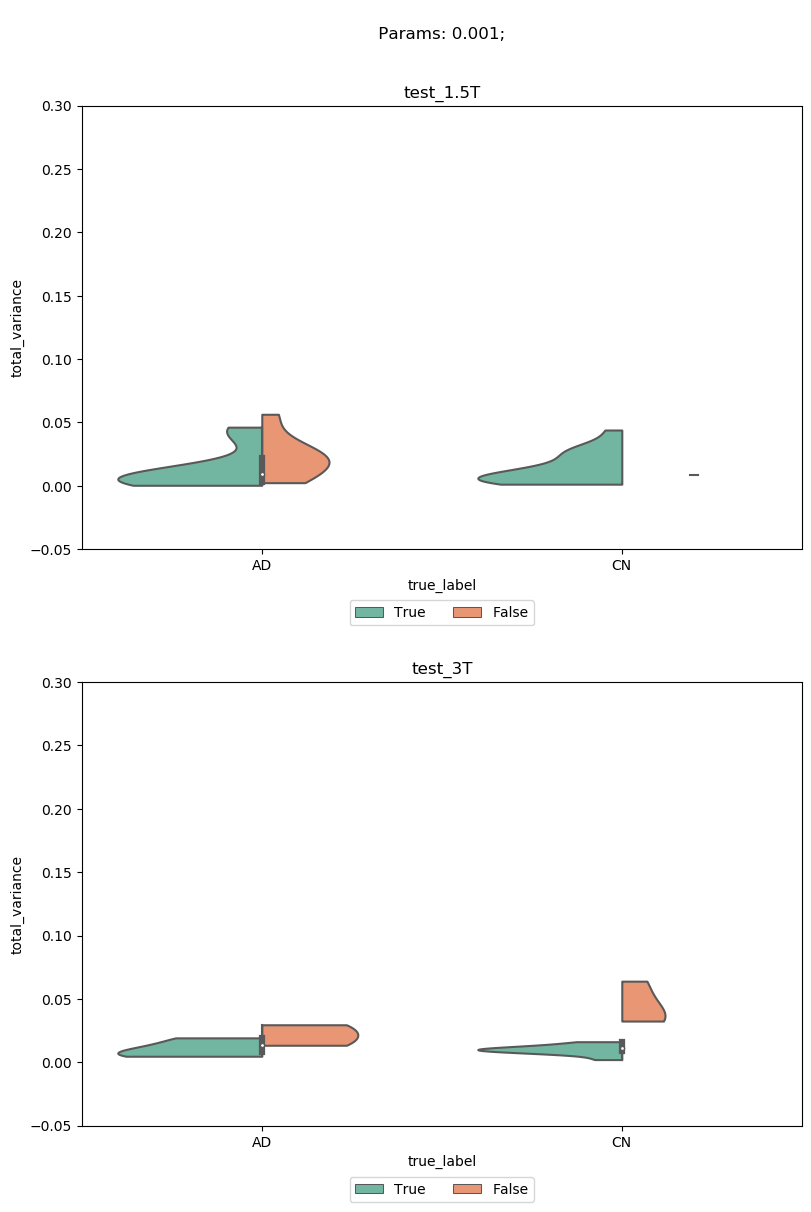 Params: 0.001;
test_1.5T
0.30
0.25
0.20
0.15
0.10
0.05
0.00
−0.05
total_variance
AD CN
true_label
True False
test_3T
0.30
0.25
0.20
0.15
0.10
0.05
0.00
−0.05
total_variance
AD CN
true_label
True False